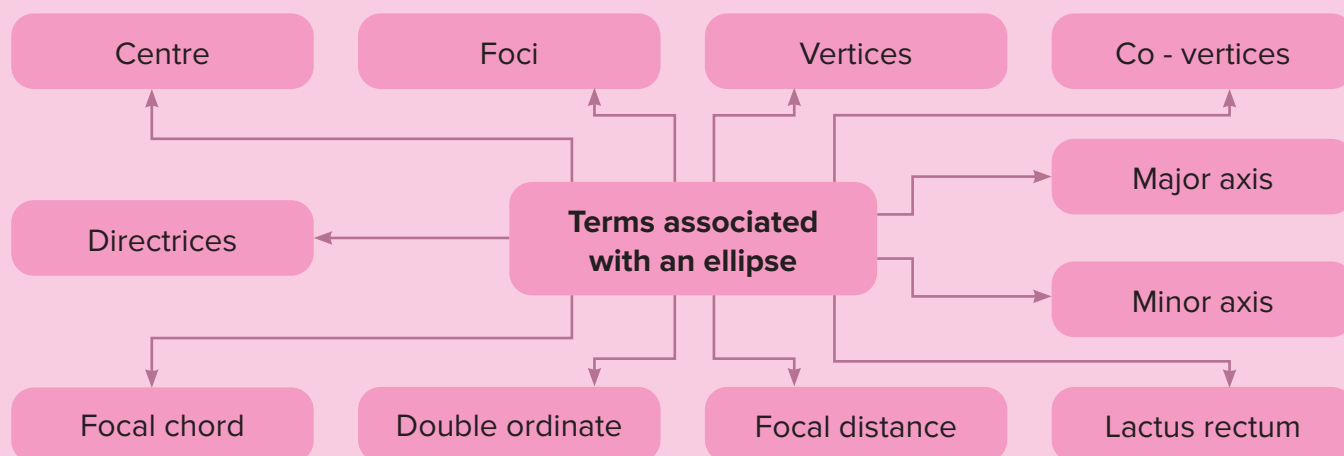 Centre
Foci
Vertices
Co - vertices
Major axis
Terms associated
with an ellipse
Directrices
Minor axis
Focal chord
Double ordinate
Focal distance
Lactus rectum